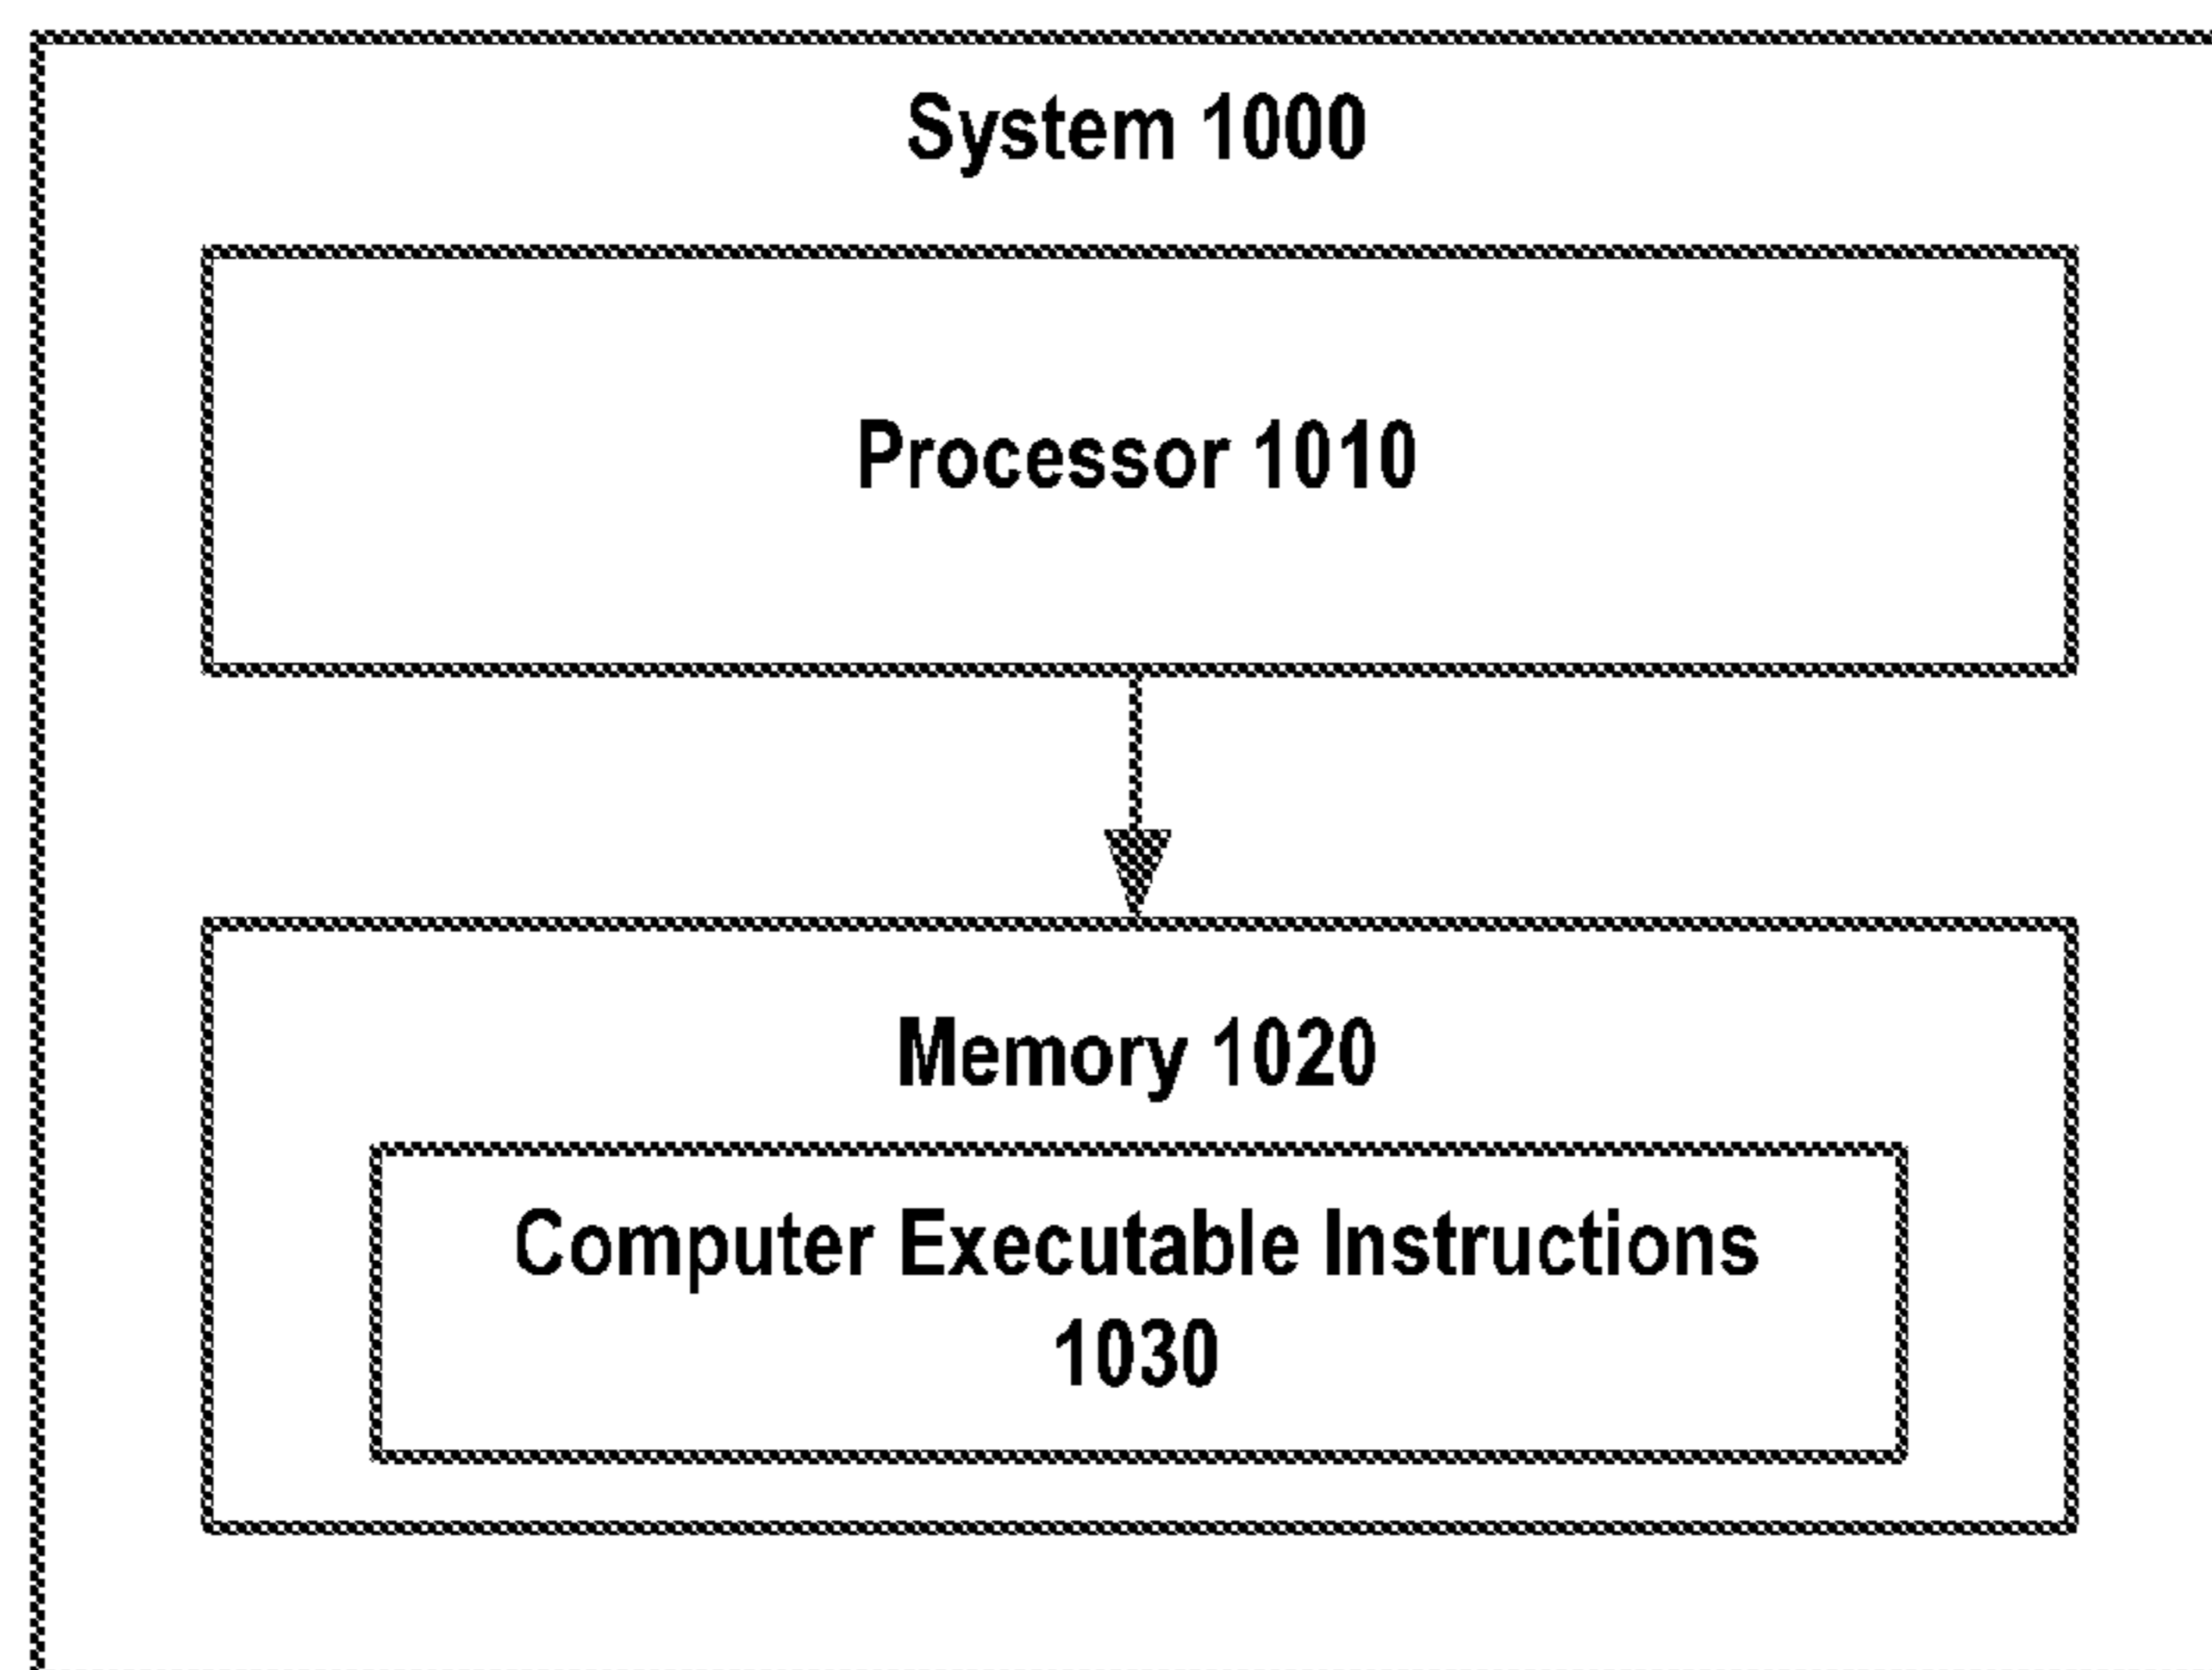 System 1000
Processor 1010
Memory 1020
Computer Executable Instructions
1030